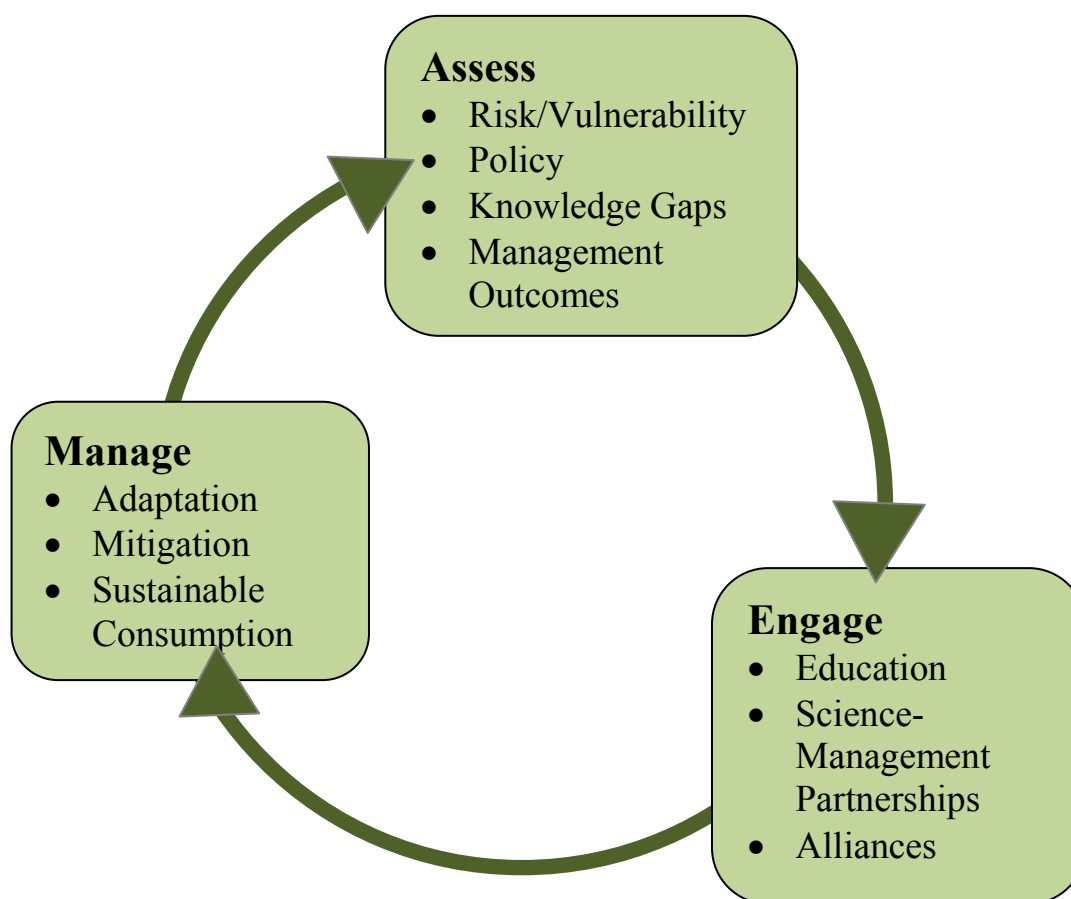 Assess
• Risk/Vulnerability
• Policy
• Knowledge Gaps
• Management
Outcomes
Manage
• Adaptation
• Mitigation
• Sustainable
Consumption
Engage
• Education
• Science-
Management
Partnerships
• Alliances